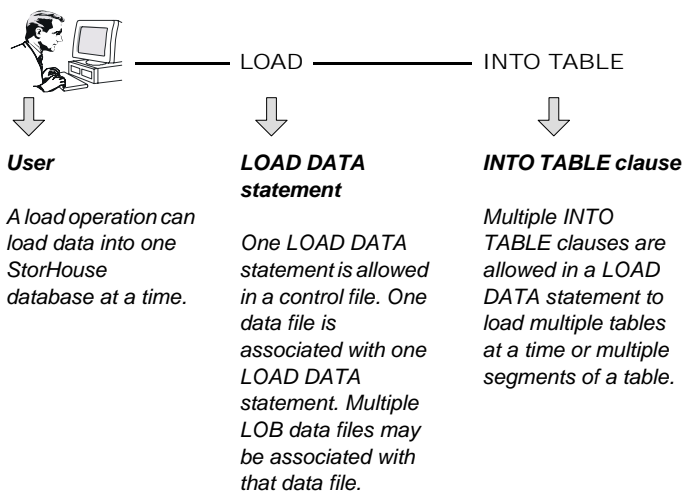 LOAD
INTO TABLE
User
A load operation can
load data into one
StorHouse
database at a time.
LOAD DATA
statement
One LOAD DATA
statement is allowed
in a control file. One
data file is
associated with one
LOAD DATA
statement. Multiple
LOB data files may
be associated with
that data file.
INTO TABLE clause
Multiple INTO
TABLE clauses are
allowed in a LOAD
DATA statement to
load multiple tables
at a time or multiple
segments of a table.